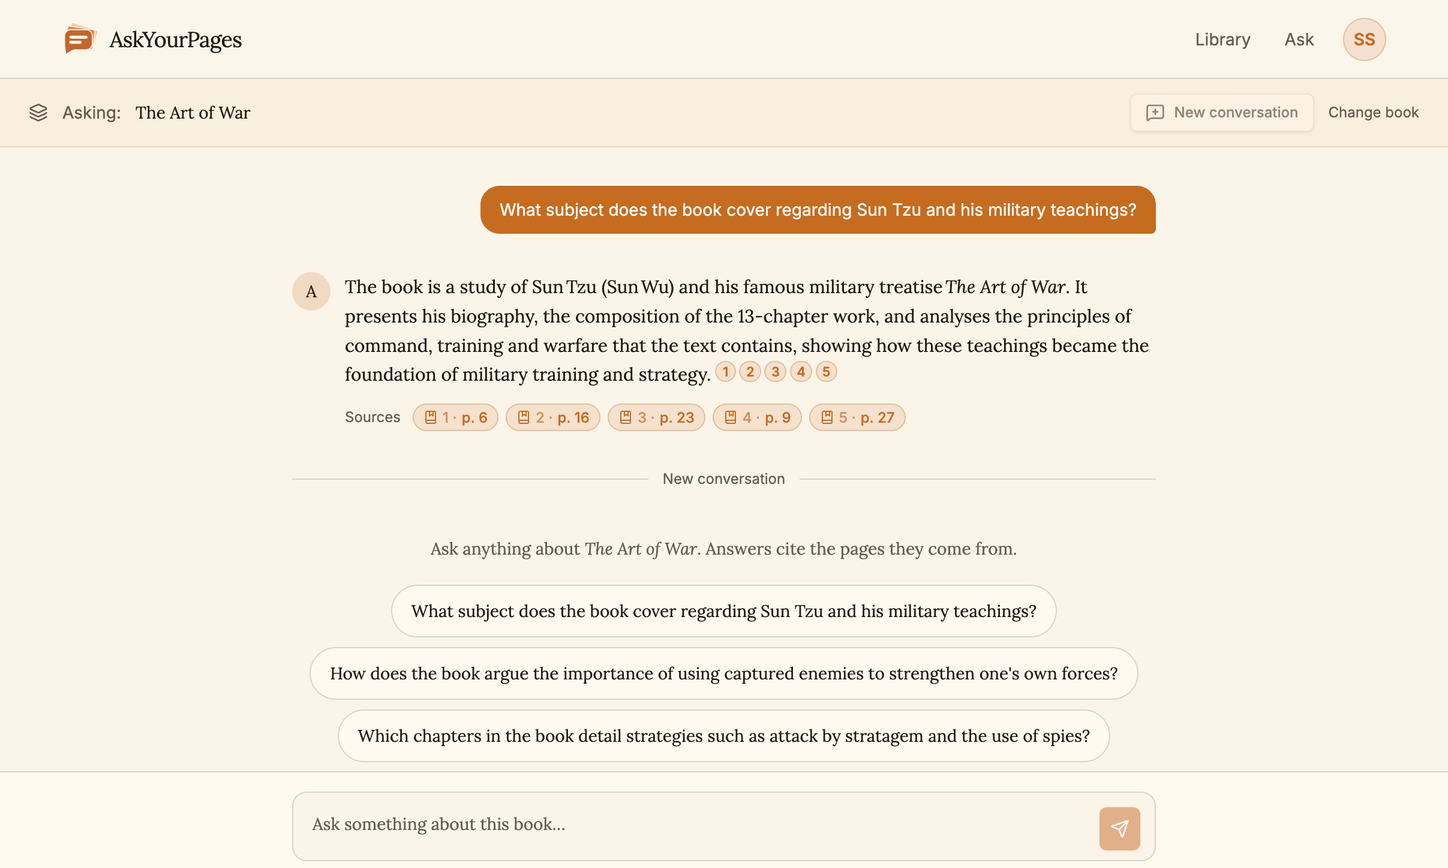 AskYourPages
Library
Ask
SS
Asking: The Art of War
New conversation
Change book
What subject does the book cover regarding Sun Tzu and his military teachings?
A
The book is a study of Sun Tzu (Sun Wu) and his famous military treatise The Art of War. It
presents his biography, the composition of the 13-chapter work, and analyses the principles of
command, training and warfare that the text contains, showing how these teachings became the
foundation of military training and strategy. 1 2 3 4 5
Sources 1 · p. 6 2 · p. 16 3 · p. 23 4 · p. 9 5 · p. 27
New conversation
Ask anything about The Art of War. Answers cite the pages they come from.
What subject does the book cover regarding Sun Tzu and his military teachings?
How does the book argue the importance of using captured enemies to strengthen one's own forces?
Which chapters in the book detail strategies such as attack by stratagem and the use of spies?
Ask something about this book...